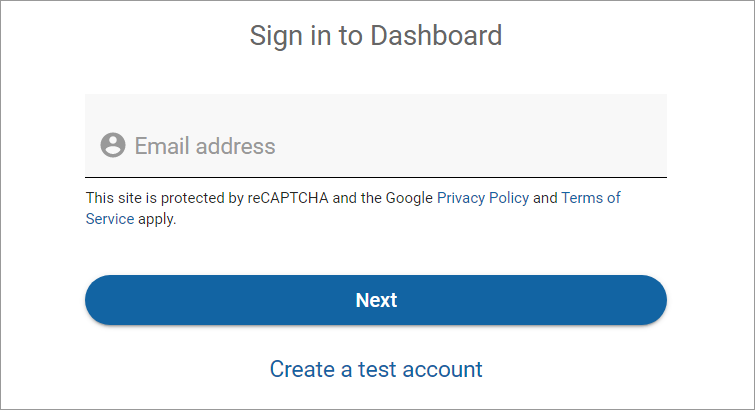 Sign in to Dashboard
Email address
This site is protected by reCAPTCHA and the Google Privacy Policy and Terms of
Service apply.
Next
Create a test account